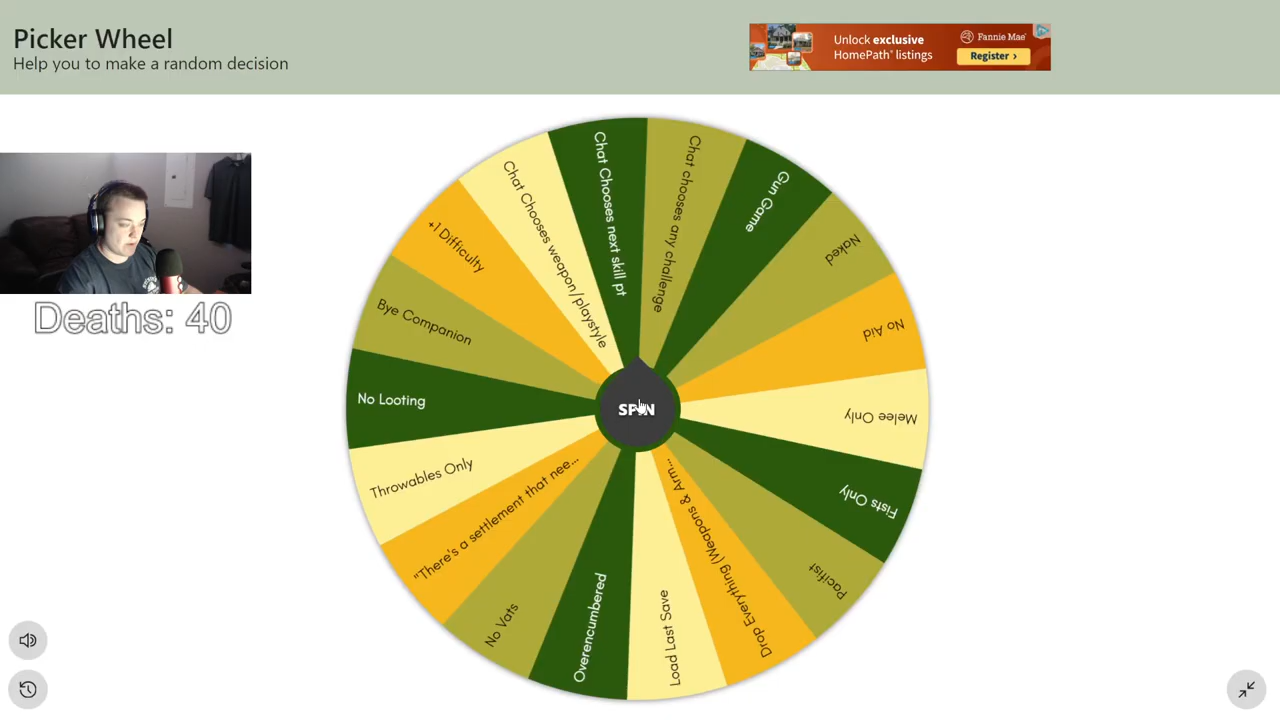 Picker Wheel
Help you to make a random decision
Unlock exclusive
HomePath® listings
Fannie Mae®
Register ›
Deaths: 40
Chat Chooses next skill pt
Chat chooses any challenge
Gun Game
Naked
No Aid
Melee Only
Fists Only
Pacifist
Drop Everything (Weapons & Arm...
Load Last Save
Overencumbered
No Vats
"There's a settlement that nee...
Throwables Only
No Looting
Bye Companion
+1 Difficulty
Chat Chooses weapon/playstyle
SPIN